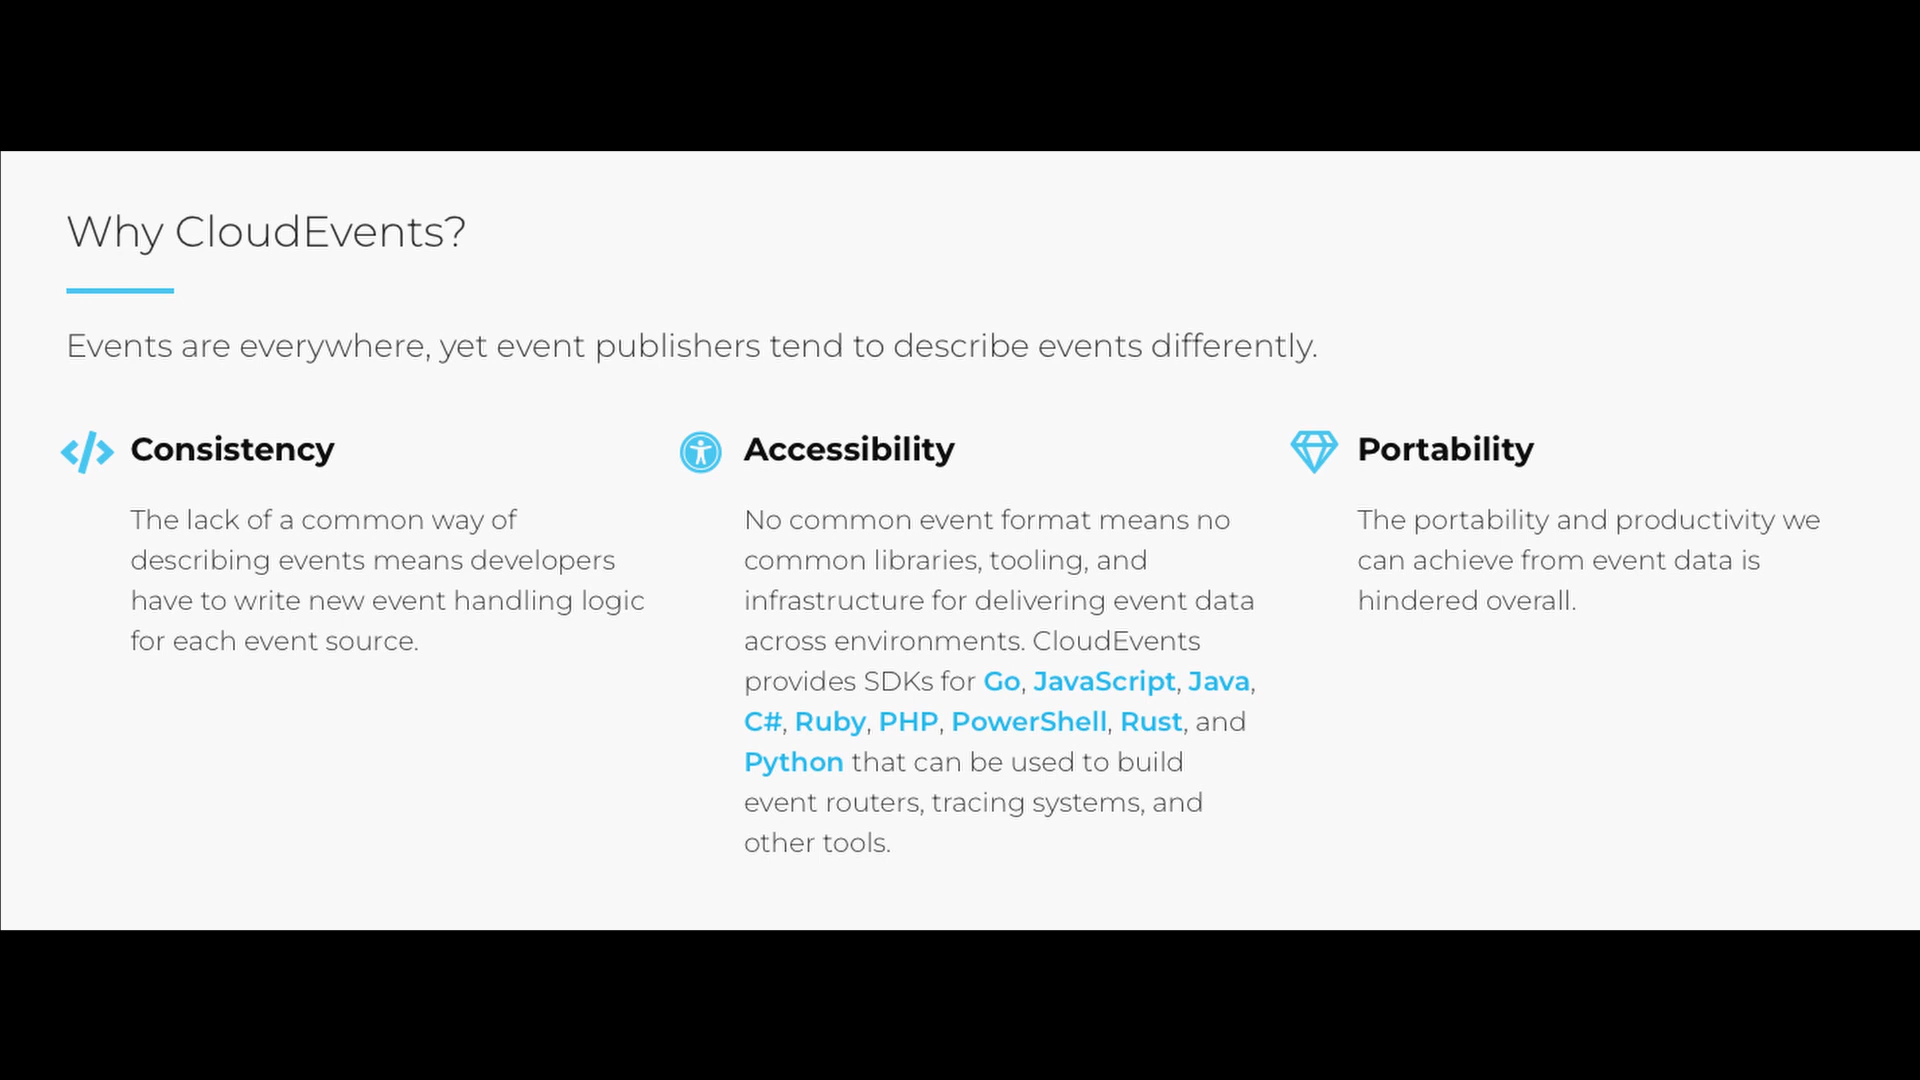 Why CloudEvents?
Events are everywhere, yet event publishers tend to describe events differently.
Consistency
The lack of a common way of
describing events means developers
have to write new event handling logic
for each event source.
Accessibility
No common event format means no
common libraries, tooling, and
infrastructure for delivering event data
across environments. CloudEvents
provides SDKs for Go, JavaScript, Java,
C#, Ruby, PHP, PowerShell, Rust, and
Python that can be used to build
event routers, tracing systems, and
other tools.
Portability
The portability and productivity we
can achieve from event data is
hindered overall.